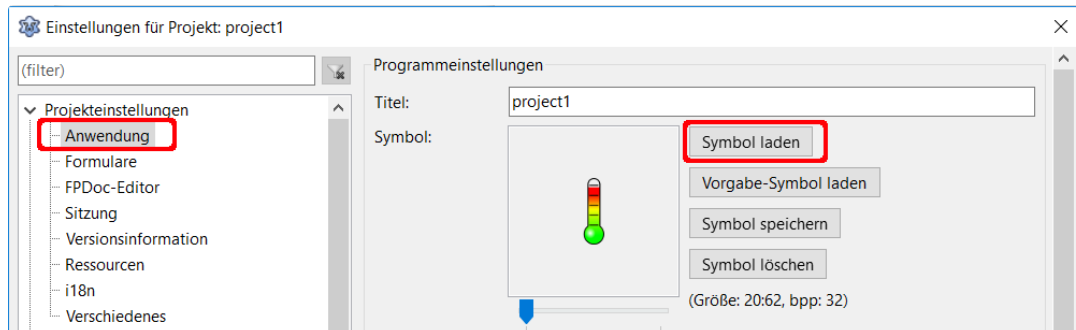 Einstellungen für Projekt: project1
(filter)
Projekteinstellungen
Anwendung
Formulare
FPDoc-Editor
Sitzung
Versionsinformation
Ressourcen
i18n
Verschiedenes
Programmeinstellungen
Titel: project1
Symbol:
Symbol laden
Vorgabe-Symbol laden
Symbol speichern
Symbol löschen
(Größe: 20:62, bpp: 32)